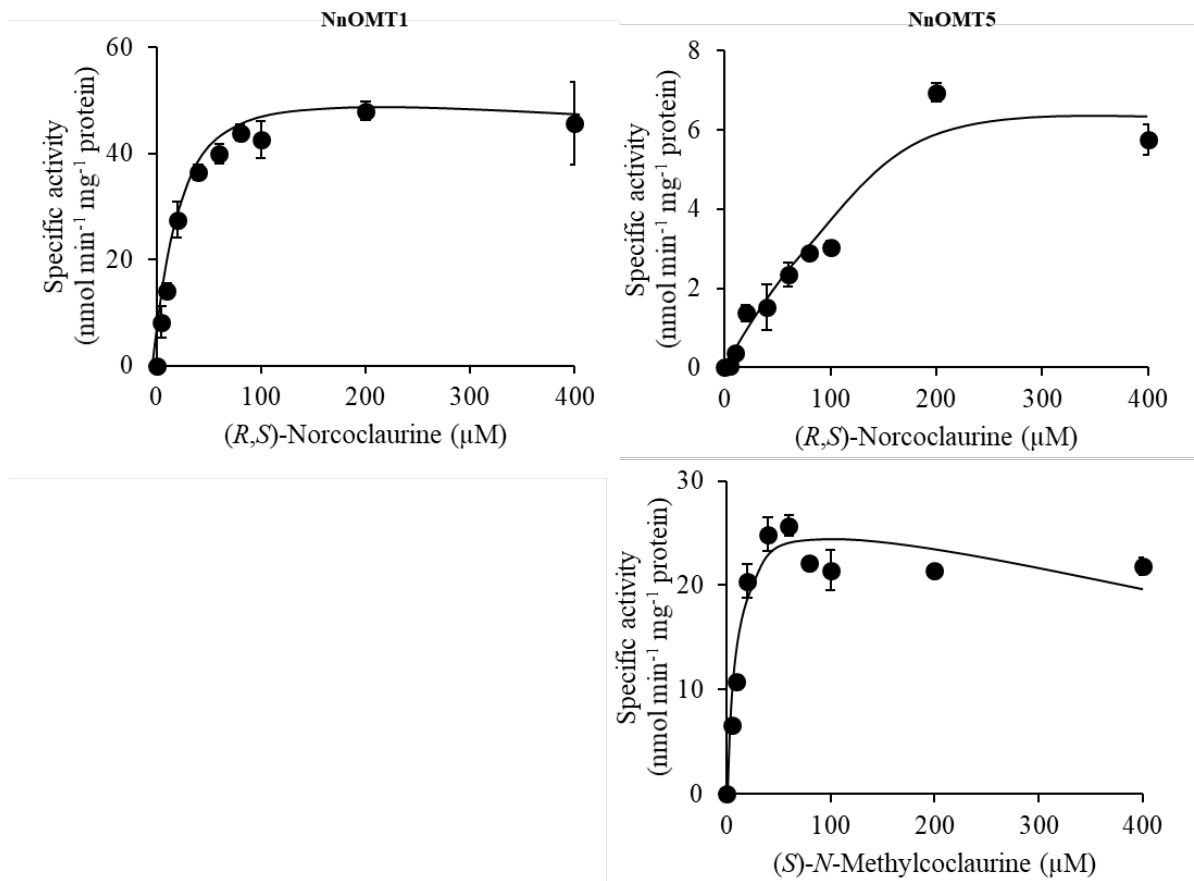 NnOMT1
Specific activity
(nmol min⁻¹ mg⁻¹ protein)
60
40
20
0
0 100 200 300 400
(R,S)-Norcoclaurine (µM)
NnOMT5
Specific activity
(nmol min⁻¹ mg⁻¹ protein)
8
6
4
2
0
0 100 200 300 400
(R,S)-Norcoclaurine (µM)
Specific activity
(nmol min⁻¹ mg⁻¹ protein)
30
20
10
0
0 100 200 300 400
(S)-N-Methylcoclaurine (µM)